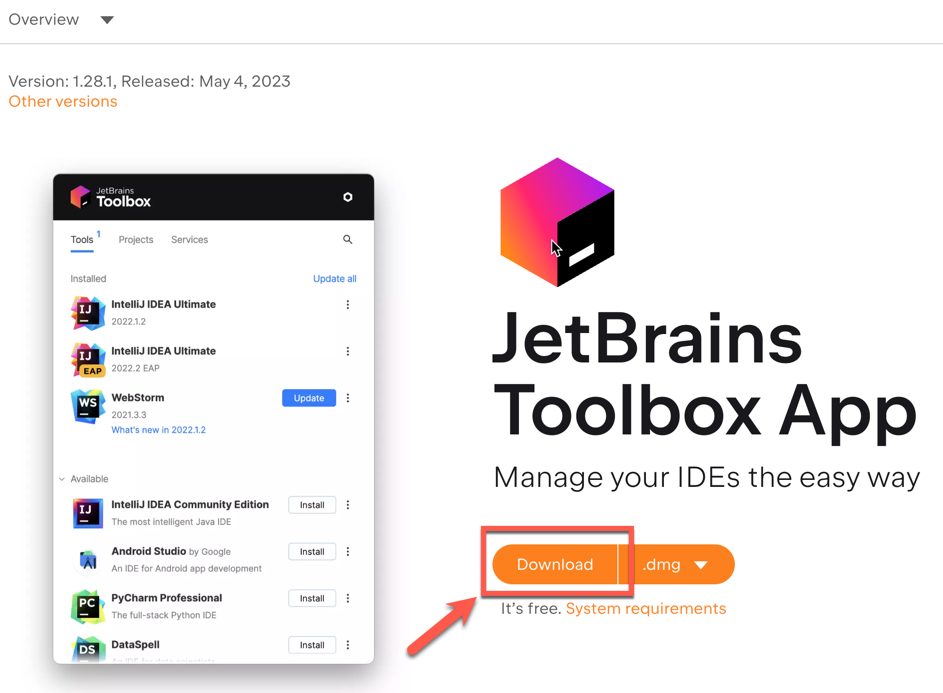 Overview
Version: 1.28.1, Released: May 4, 2023
Other versions
JetBrains
Toolbox
Tools 1 Projects Services
Installed Update all
IJ
IntelliJ IDEA Ultimate
2022.1.2
IJ
EAP
IntelliJ IDEA Ultimate
2022.2 EAP
WS
WebStorm
Update
2021.3.3
What's new in 2022.1.2
Available
IJ
IntelliJ IDEA Community Edition
Install
The most intelligent Java IDE
Android Studio by Google
Install
An IDE for Android app development
PC
PyCharm Professional
Install
The full-stack Python IDE
DS
DataSpell
Install
An IDE for data scientists
JetBrains
Toolbox App
Manage your IDEs the easy way
Download .dmg
It's free. System requirements